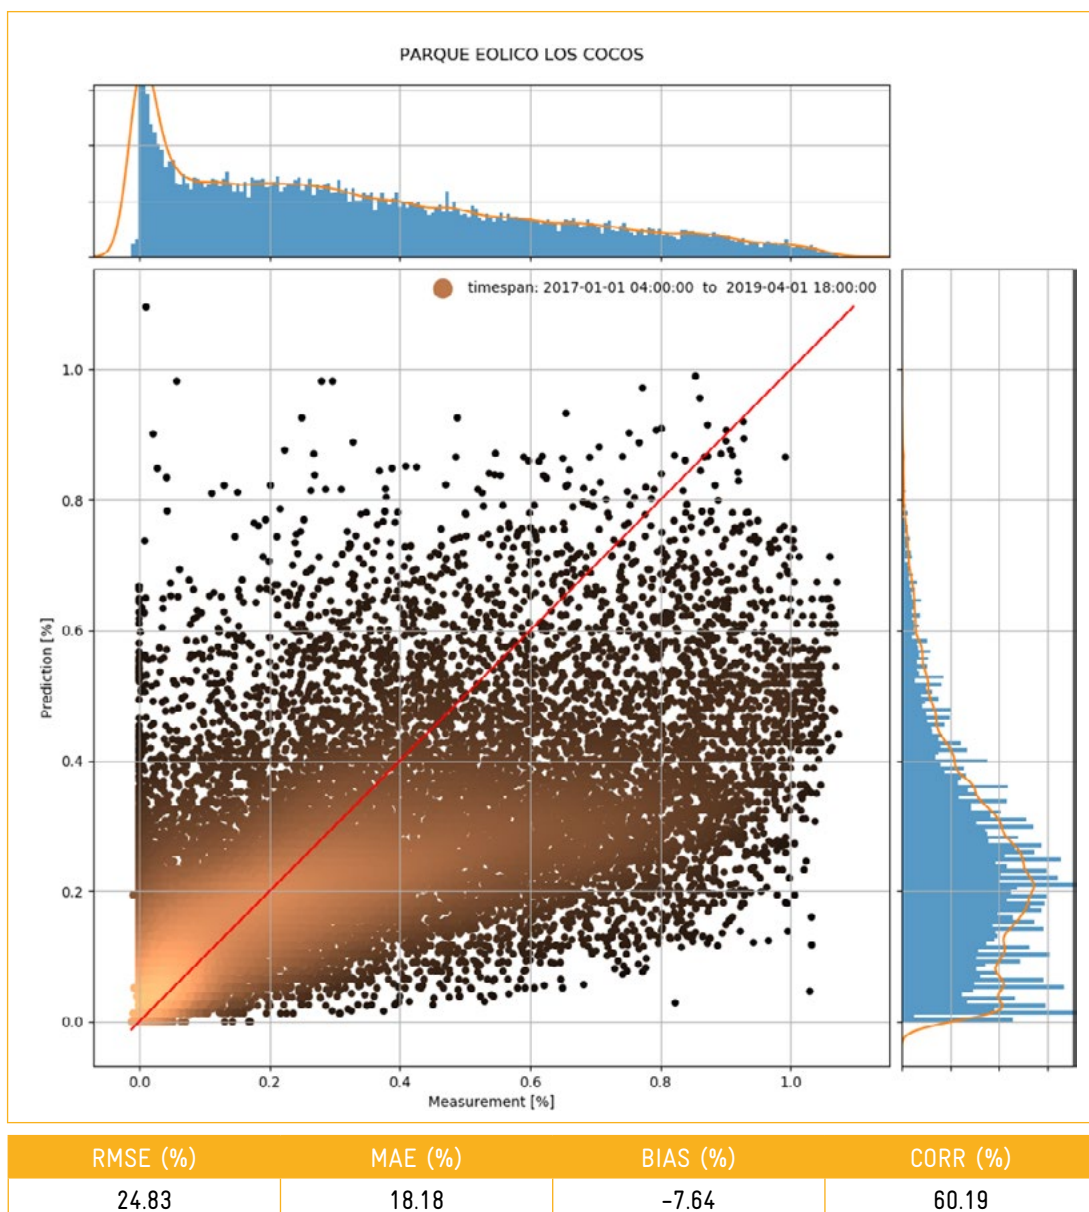 PARQUE EOLICO LOS COCOS
timespan: 2017-01-01 04:00:00 to 2019-04-01 18:00:00
1.0
0.8
0.6
0.4
0.2
0.0
Prediction [%]
0.0 0.2 0.4 0.6 0.8 1.0
Measurement [%]
RMSE (%) MAE (%) BIAS (%) CORR (%)
24.83 18.18 -7.64 60.19